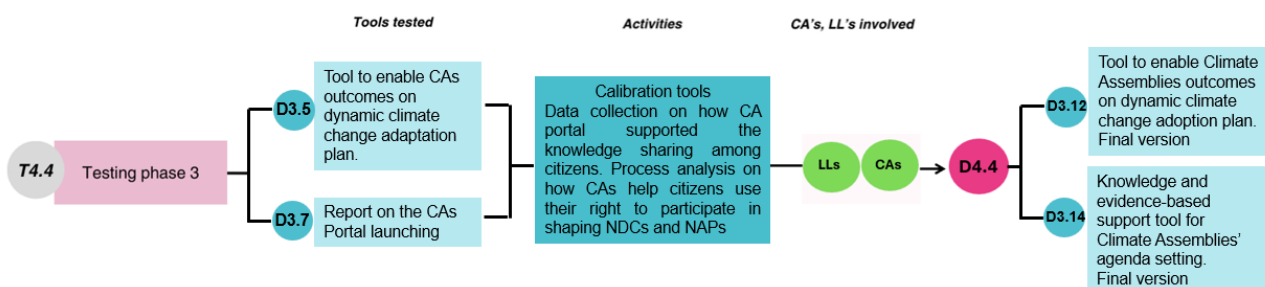 Tools tested
Activities
CA's, LL's involved
T4.4
Testing phase 3
D3.5
Tool to enable CAs
outcomes on
dynamic climate
change adaptation
plan.
D3.7
Report on the CAs
Portal launching
Calibration tools
Data collection on how CA
portal supported the
knowledge sharing among
citizens. Process analysis on
how CAs help citizens use
their right to participate in
shaping NDCs and NAPs
LLs
CAs
D4.4
D3.12
Tool to enable Climate
Assemblies outcomes
on dynamic climate
change adoption plan.
Final version
D3.14
Knowledge and
evidence-based
support tool for
Climate Assemblies’
agenda setting.
Final version